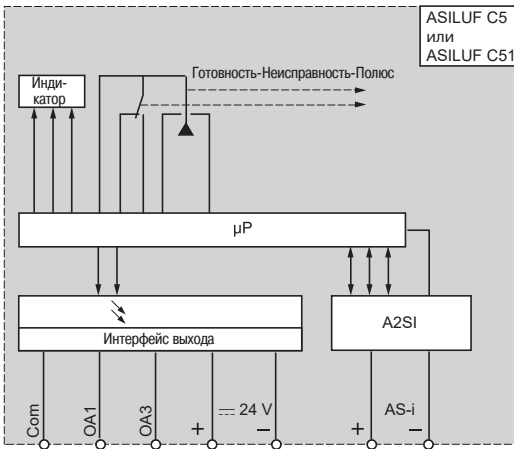 ASILUF C5
или
ASILUF C51
Готовность-Неисправность-Полюс
Инди-
катор
µP
A2SI
Интерфейс выхода
Com
OA1
OA3
+
24 V
−
AS-i
+
−